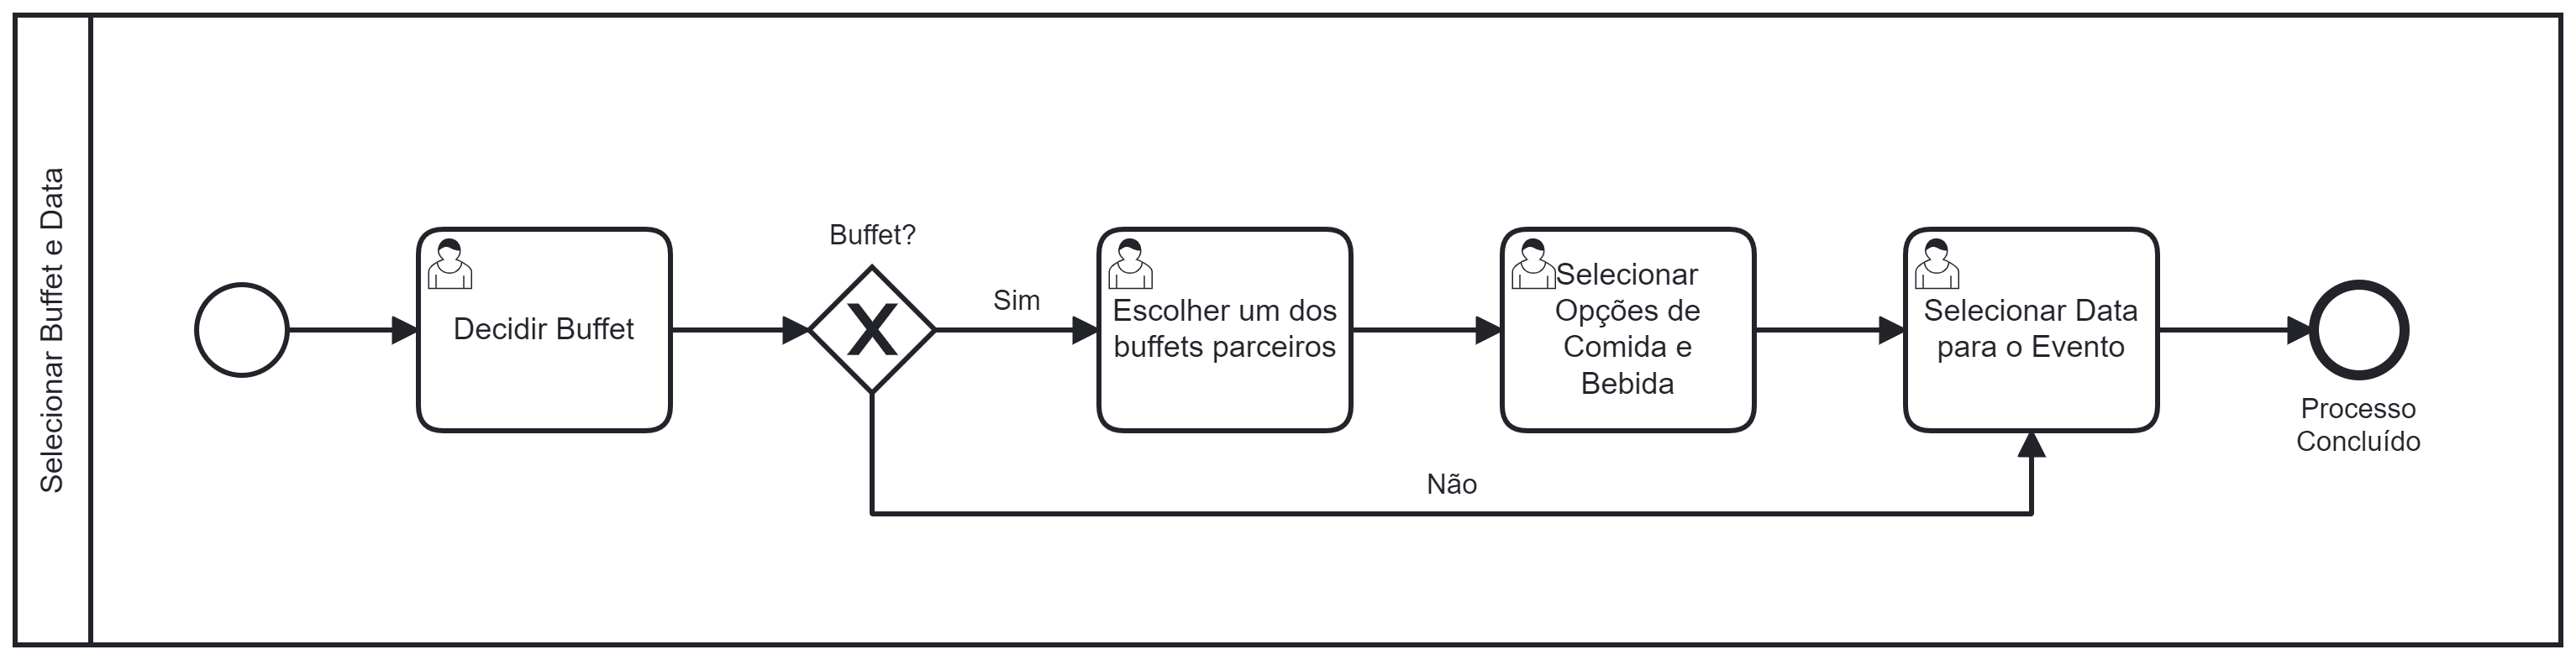 Selecionar Buffet e Data
Decidir Buffet
Buffet?
Sim
Escolher um dos
buffets parceiros
Selecionar
Opções de
Comida e
Bebida
Selecionar Data
para o Evento
Processo
Concluído
Não